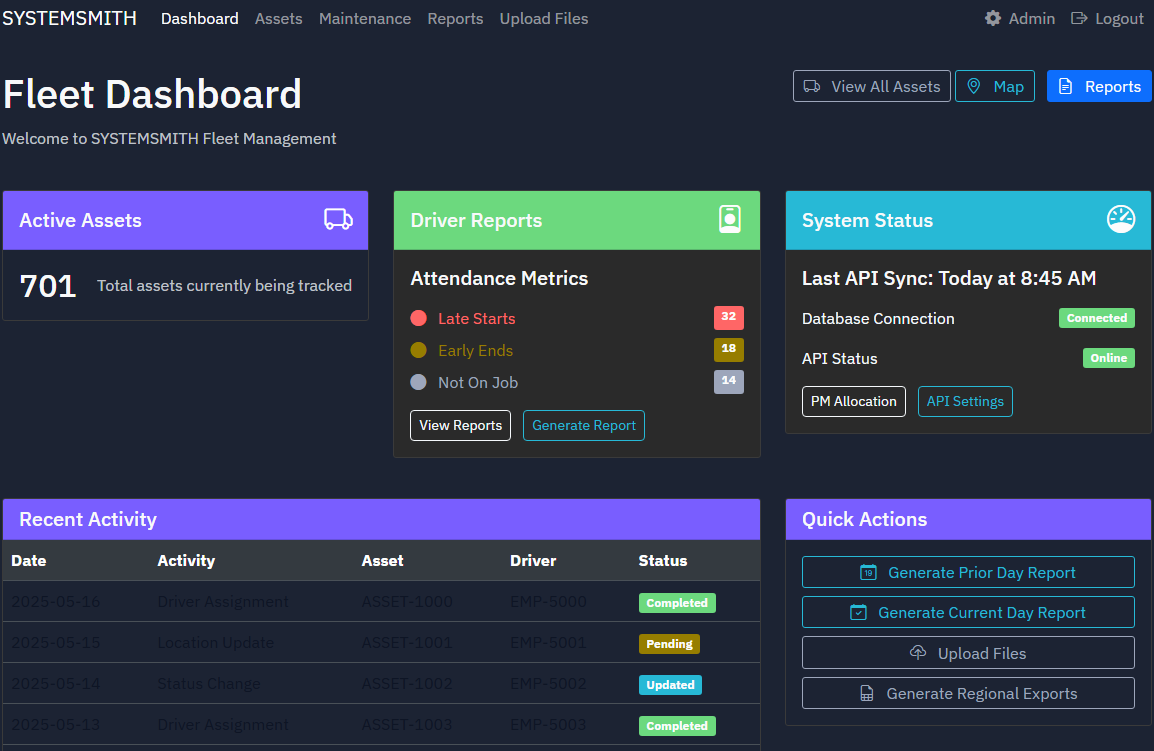 SYSTEMSMITH Dashboard Assets Maintenance Reports Upload Files Admin Logout
Fleet Dashboard
View All Assets Map Reports
Welcome to SYSTEMSMITH Fleet Management
Active Assets
701 Total assets currently being tracked
Driver Reports
Attendance Metrics
Late Starts 32
Early Ends 18
Not On Job 14
View Reports Generate Report
System Status
Last API Sync: Today at 8:45 AM
Database Connection Connected
API Status Online
PM Allocation API Settings
Recent Activity
Date Activity Asset Driver Status
2025-05-16 Driver Assignment ASSET-1000 EMP-5000 Completed
2025-05-15 Location Update ASSET-1001 EMP-5001 Pending
2025-05-14 Status Change ASSET-1002 EMP-5002 Updated
2025-05-13 Driver Assignment ASSET-1003 EMP-5003 Completed
Quick Actions
19 Generate Prior Day Report
Generate Current Day Report
Upload Files
Generate Regional Exports